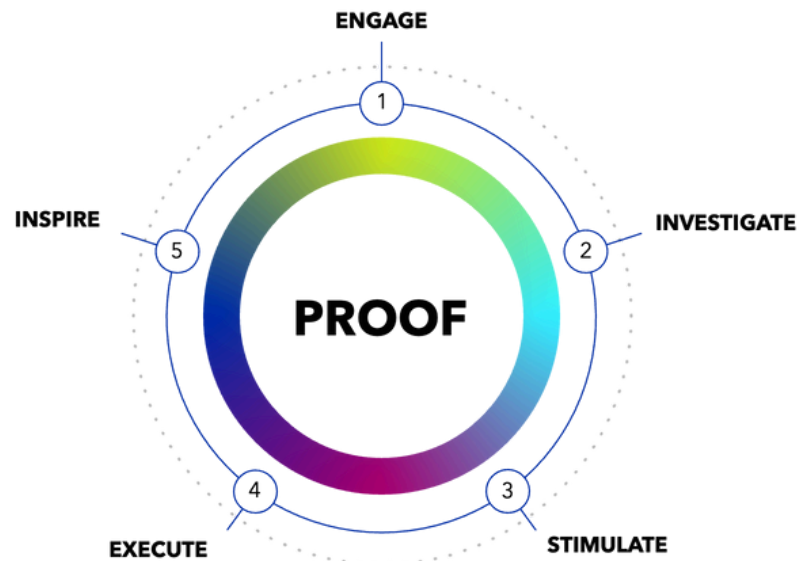 ENGAGE
1
INSPIRE
INVESTIGATE
5
2
PROOF
4
3
EXECUTE
STIMULATE